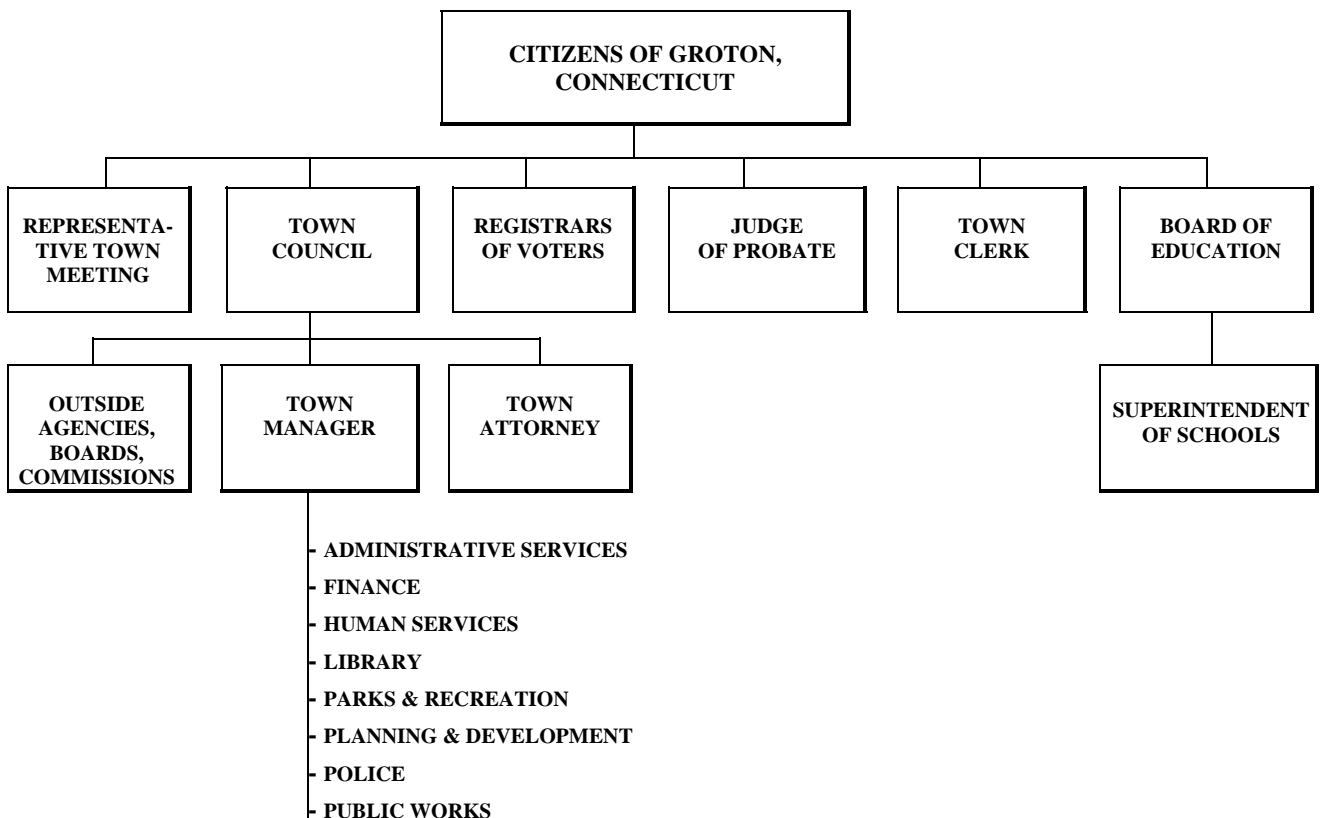 CITIZENS OF GROTON,
CONNECTICUT
REPRESENTA-
TIVE TOWN
MEETING
TOWN
COUNCIL
REGISTRARS
OF VOTERS
JUDGE
OF PROBATE
TOWN
CLERK
BOARD OF
EDUCATION
OUTSIDE
AGENCIES,
BOARDS,
COMMISSIONS
TOWN
MANAGER
TOWN
ATTORNEY
SUPERINTENDENT
OF SCHOOLS
- ADMINISTRATIVE SERVICES
- FINANCE
- HUMAN SERVICES
- LIBRARY
- PARKS & RECREATION
- PLANNING & DEVELOPMENT
- POLICE
- PUBLIC WORKS